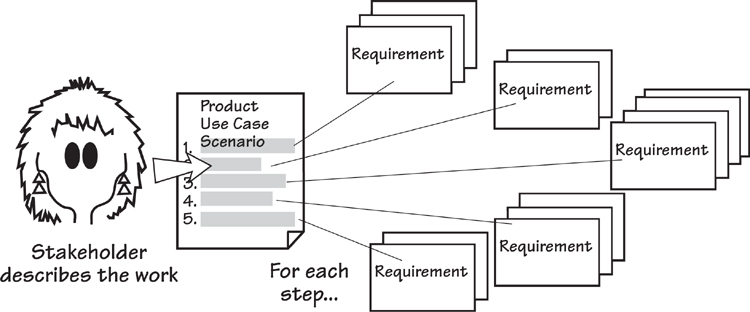 Product
Use Case
Scenario
1.
3.
4.
5.
Stakeholder
describes the work
For each
step...
Requirement
Requirement
Requirement
Requirement
Requirement